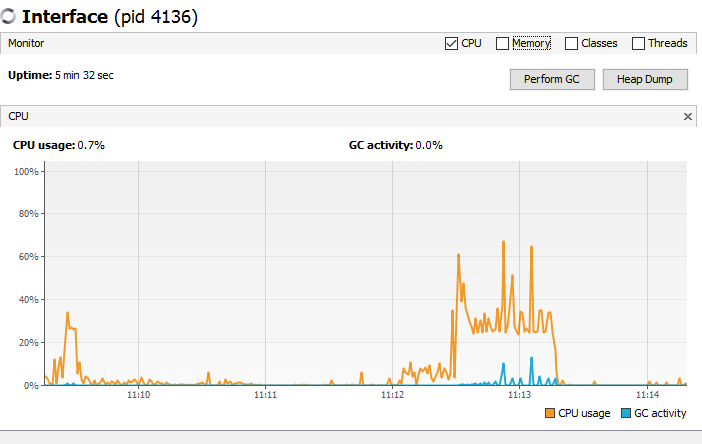 Interface (pid 4136)
Monitor CPU Memory Classes Threads
Uptime: 5 min 32 sec Perform GC Heap Dump
CPU
CPU usage: 0.7% GC activity: 0.0%
100%
80%
60%
40%
20%
0%
11:10 11:11 11:12 11:13 11:14
CPU usage GC activity